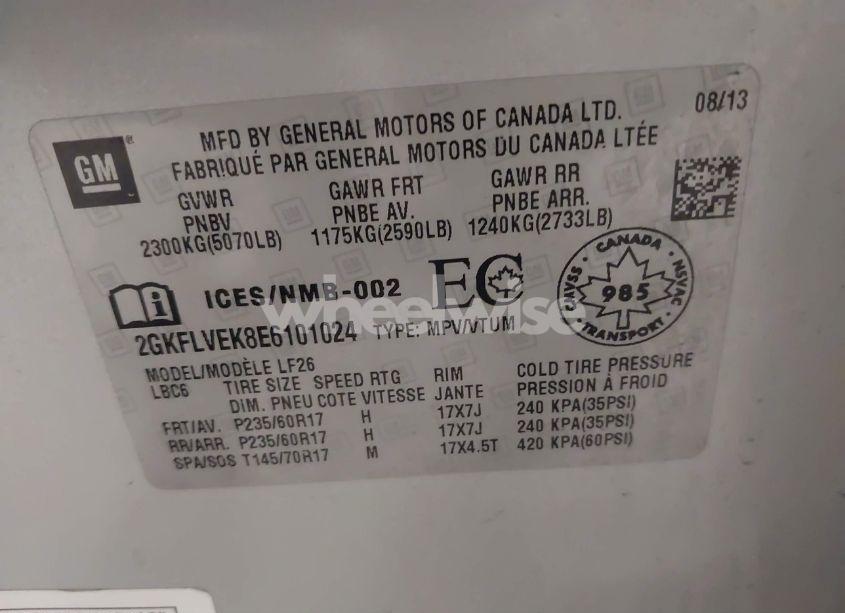 GM
MFD BY GENERAL MOTORS OF CANADA LTD.
08/13
FABRIQUÉ PAR GENERAL MOTORS DU CANADA LTÉE
GVWR GAWR FRT GAWR RR
PNBV PNBE AV. PNBE ARR.
2300KG(5070LB) 1175KG(2590LB) 1240KG(2733LB)
ICES/NMB-002 EC
CANADA
NSVAC
TRANSPORT
CMVSS
985
wheelwise
2GKFLVEK8E6101024 TYPE: MPV/VTUM
MODEL/MODÈLE LF26
LBC6 TIRE SIZE SPEED RTG RIM COLD TIRE PRESSURE
DIM. PNEU COTE VITESSE JANTE PRESSION À FROID
FRT/AV. P235/60R17 H 17X7J 240 KPA(35PSI)
RR/ARR. P235/60R17 H 17X7J 240 KPA(35PSI)
SPA/SOS T145/70R17 M 17X4.5T 420 KPA(60PSI)